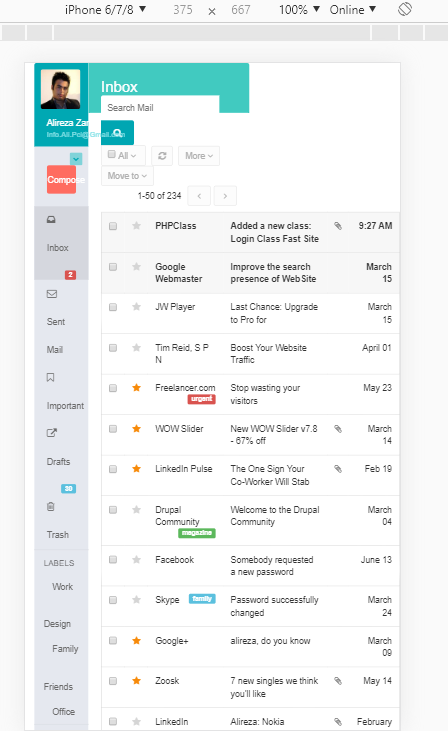 iPhone 6/7/8 ▼ 375 × 667 100% ▼ Online ▼
Inbox
Search Mail
Alireza Zar
Info.Ali.Pci@Gmail.com
All
More
Move to
Compose
1-50 of 234
Inbox
2
Sent
Mail
Important
Drafts
30
Trash
LABELS
Work
Design
Family
Friends
Office
PHPClass Added a new class: 9:27 AM
Login Class Fast Site
Google Improve the search March
Webmaster presence of WebSite 15
JW Player Last Chance: Upgrade March
to Pro for 15
Tim Reid, S P Boost Your Website April 01
N Traffic
Freelancer.com Stop wasting your May 23
urgent visitors
WOW Slider New WOW Slider v7.8 March
- 67% off 14
LinkedIn Pulse The One Sign Your Feb 19
Co-Worker Will Stab
Drupal Welcome to the Drupal March
Community Community 04
magazine
Facebook Somebody requested June 13
a new password
Skype family Password successfully March
changed 24
Google+ alireza, do you know March
09
Zoosk 7 new singles we think May 14
you'll like
LinkedIn Alireza: Nokia February